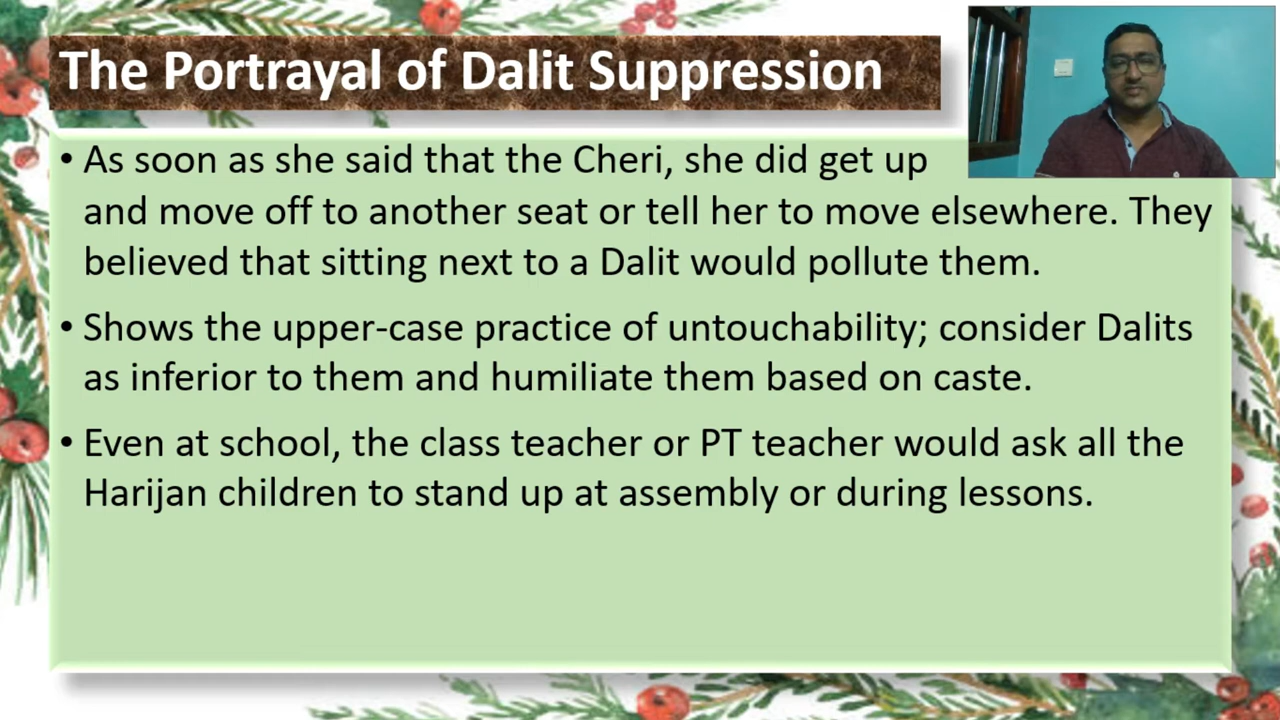 The Portrayal of Dalit Suppression
• As soon as she said that the Cheri, she did get up
and move off to another seat or tell her to move elsewhere. They
believed that sitting next to a Dalit would pollute them.
• Shows the upper-case practice of untouchability; consider Dalits
as inferior to them and humiliate them based on caste.
• Even at school, the class teacher or PT teacher would ask all the
Harijan children to stand up at assembly or during lessons.